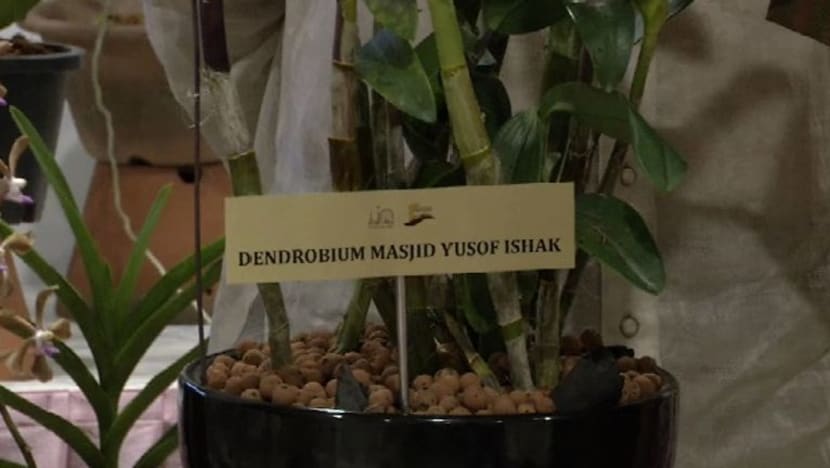 DENDROBIUM MASJID YUSOF ISHAK